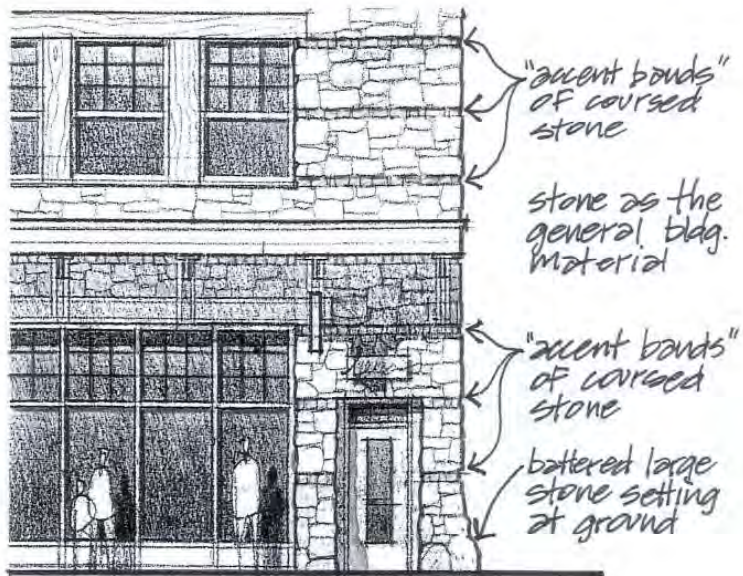 "accent bands"
of coursed
stone
stone as the
general bldg.
material
"accent bands"
of coursed
stone
battered large
stone setting
at ground